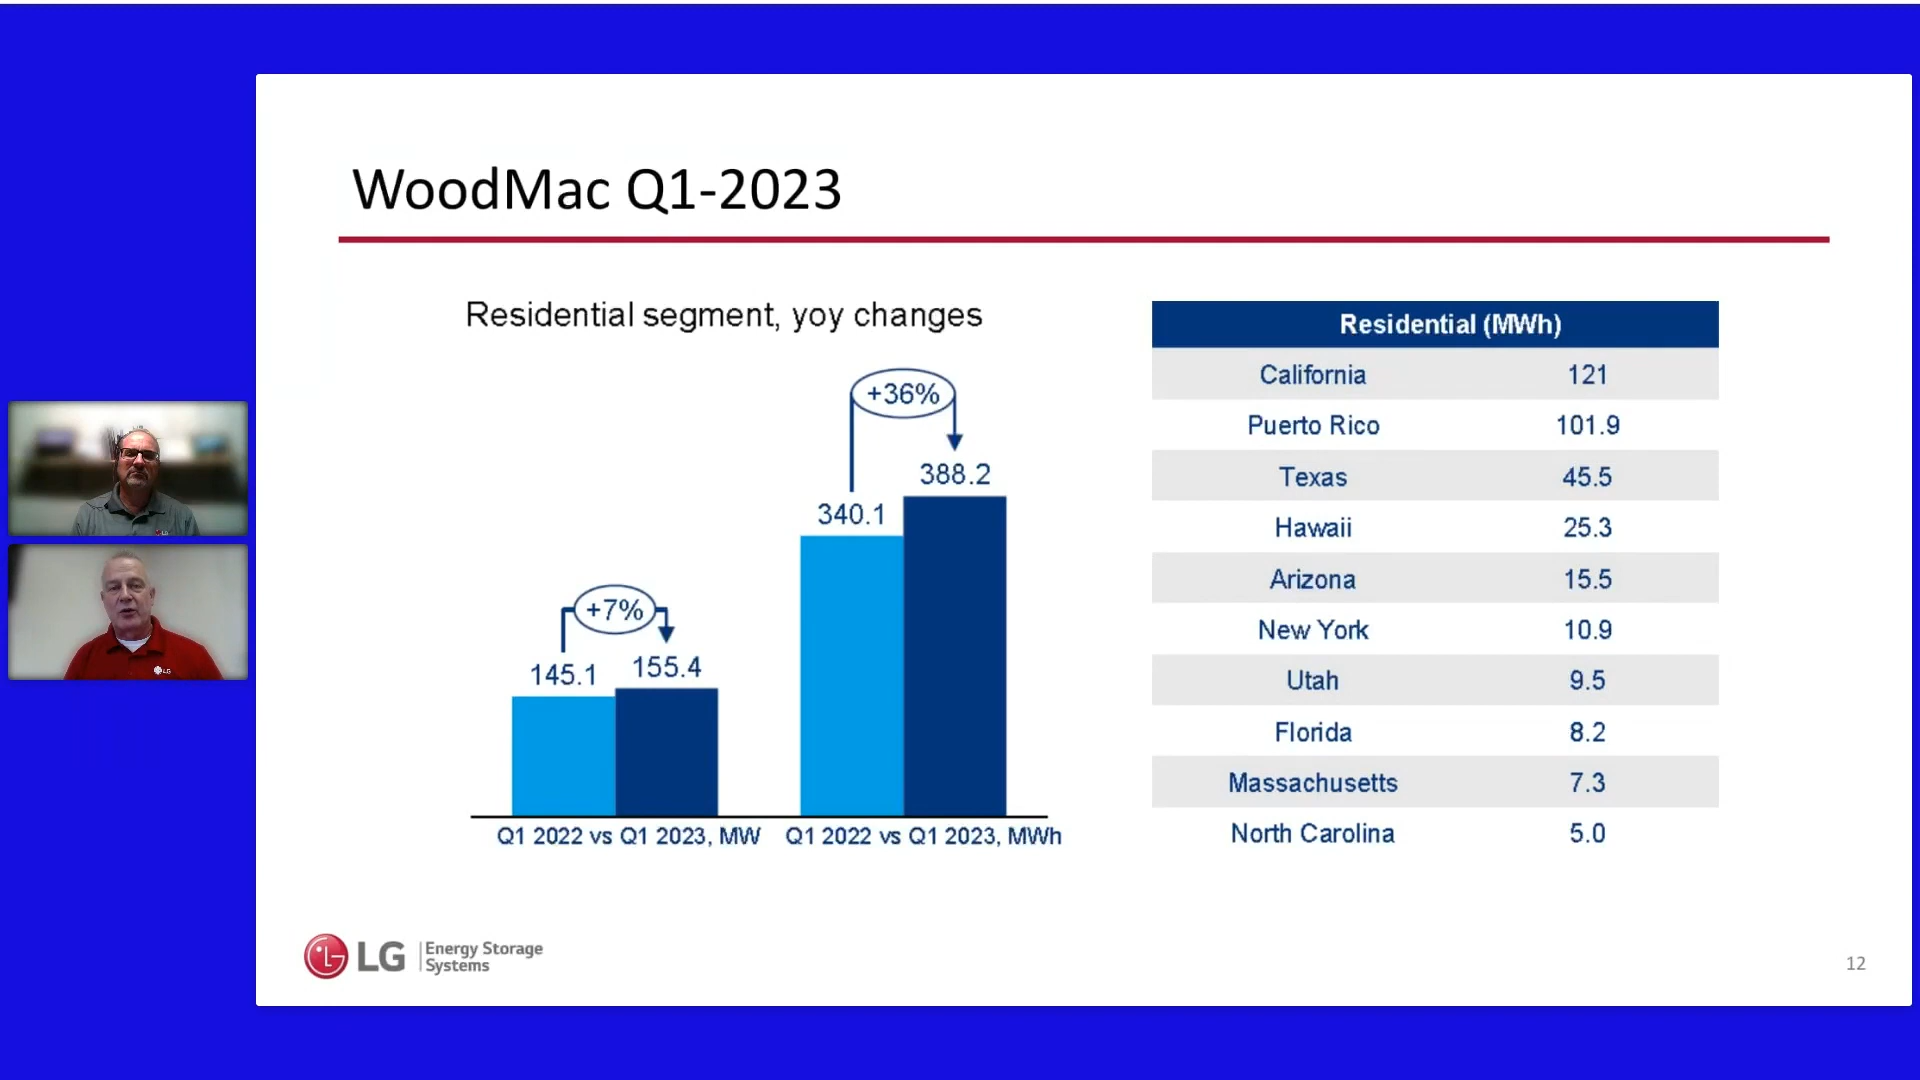 WoodMac Q1-2023
Residential segment, yoy changes
+36%
388.2
340.1
+7%
145.1
155.4
Q1 2022 vs Q1 2023, MW
Q1 2022 vs Q1 2023, MWh
Residential (MWh)
California 121
Puerto Rico 101.9
Texas 45.5
Hawaii 25.3
Arizona 15.5
New York 10.9
Utah 9.5
Florida 8.2
Massachusetts 7.3
North Carolina 5.0
LG Energy Storage
Systems
12
LG
LG